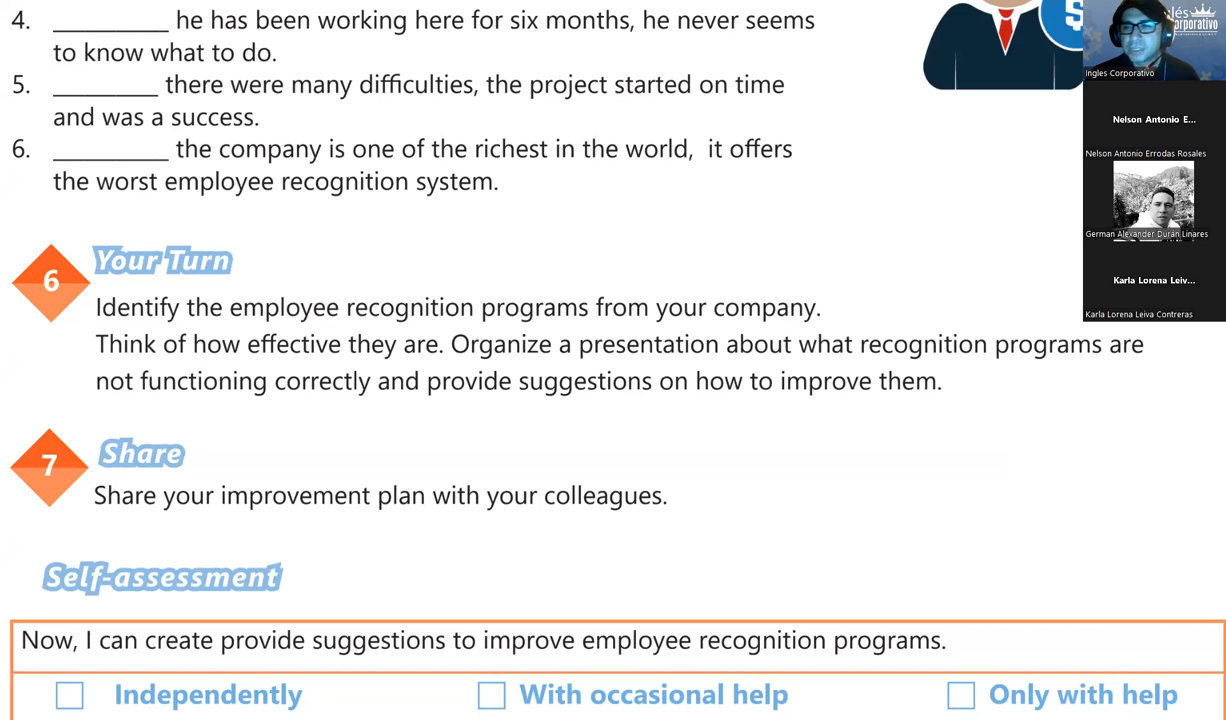 4. _________ he has been working here for six months, he never seems
to know what to do.
5. ________ there were many difficulties, the project started on time
and was a success.
6. _________ the company is one of the richest in the world, it offers
the worst employee recognition system.
6
Your Turn
Identify the employee recognition programs from your company.
Think of how effective they are. Organize a presentation about what recognition programs are
not functioning correctly and provide suggestions on how to improve them.
7
Share
Share your improvement plan with your colleagues.
Self-assessment
Now, I can create provide suggestions to improve employee recognition programs.
Independently
With occasional help
Only with help
$
Ingles Corporativo
Nelson Antonio E...
Nelson Antonio Errodas Rosales
German Alexander Duran Linares
Karla Lorena Leiv...
Karla Lorena Leiva Contreras